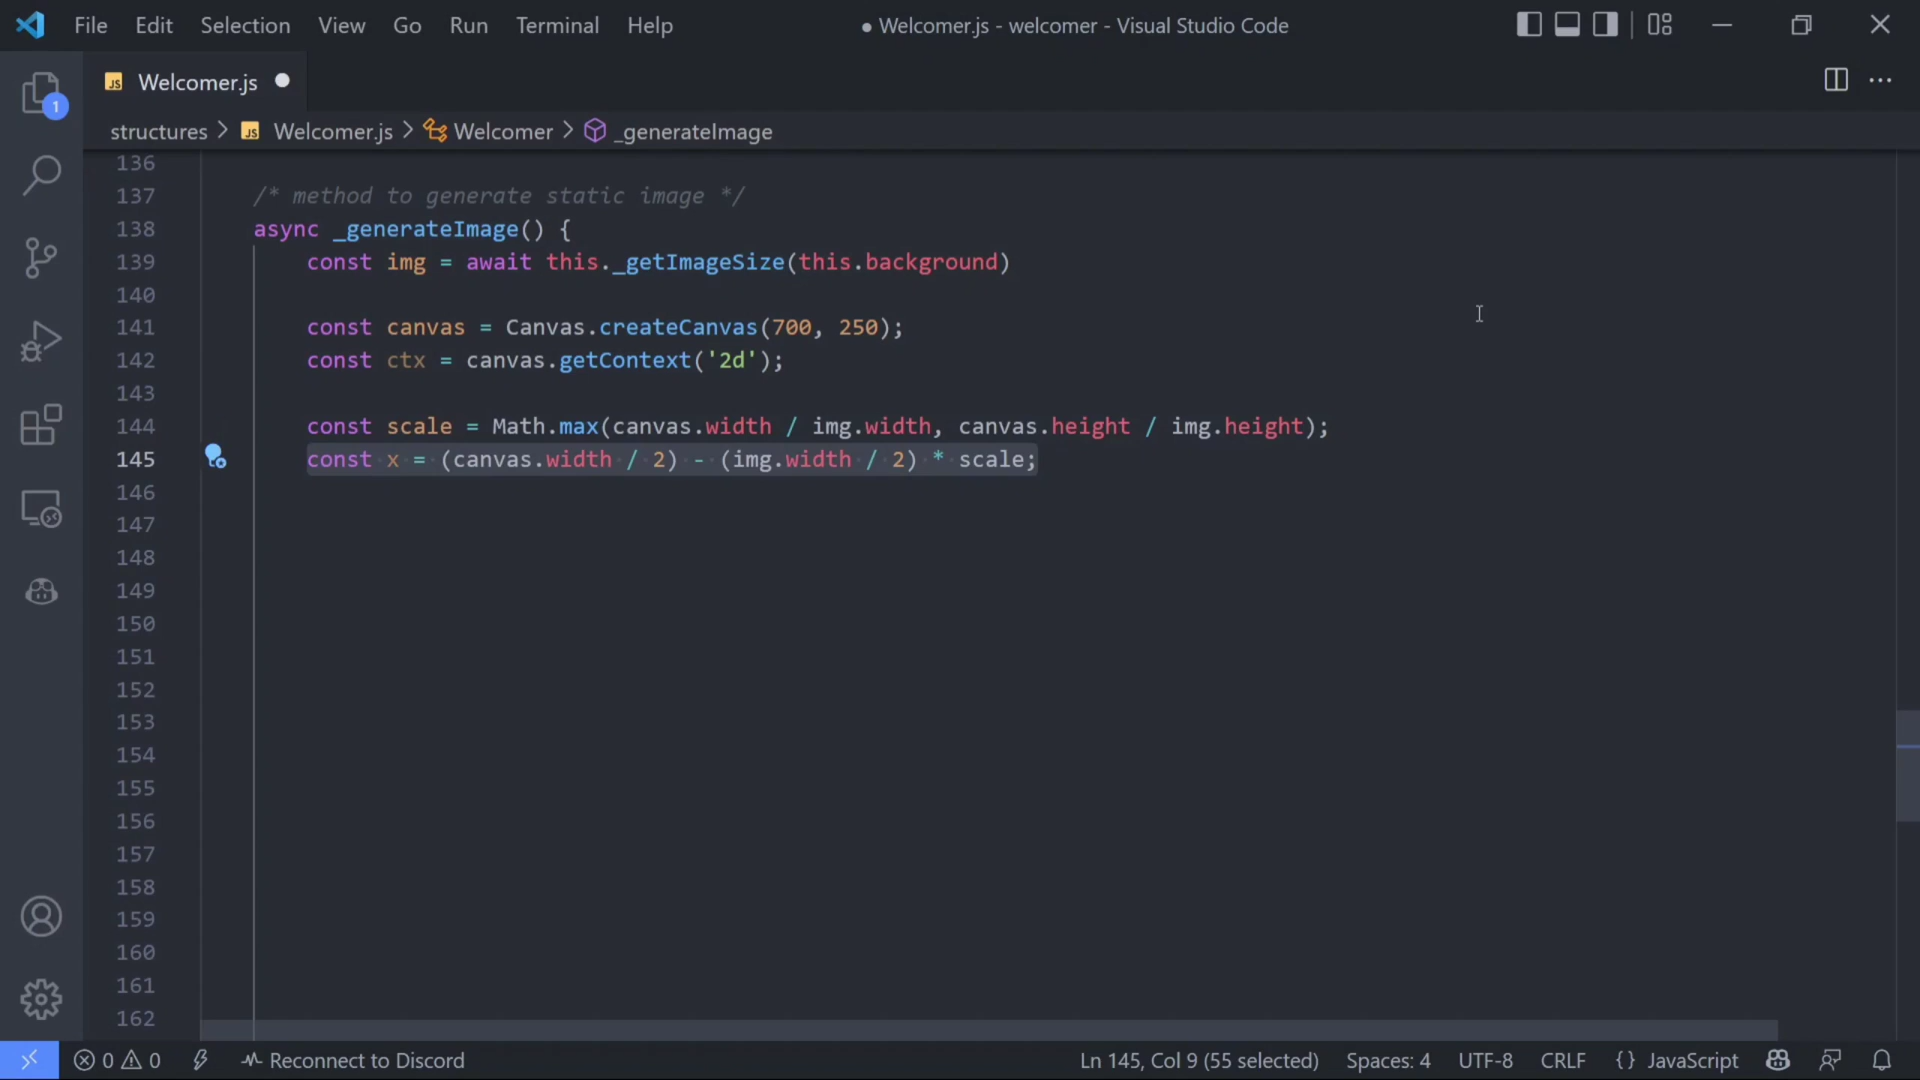 File Edit Selection View Go Run Terminal Help
● Welcomer.js - welcomer - Visual Studio Code
JS Welcomer.js ●
1
structures > JS Welcomer.js > Welcomer > _generateImage
136
137 /* method to generate static image */
138 async _generateImage() {
139 const img = await this._getImageSize(this.background)
140
141 const canvas = Canvas.createCanvas(700, 250);
142 const ctx = canvas.getContext('2d');
143
144 const scale = Math.max(canvas.width / img.width, canvas.height / img.height);
145 const x = (canvas.width / 2) - (img.width / 2) * scale;
146
147
148
149
150
151
152
153
154
155
156
157
158
159
160
161
162
0 0 Reconnect to Discord Ln 145, Col 9 (55 selected) Spaces: 4 UTF-8 CRLF {} JavaScript